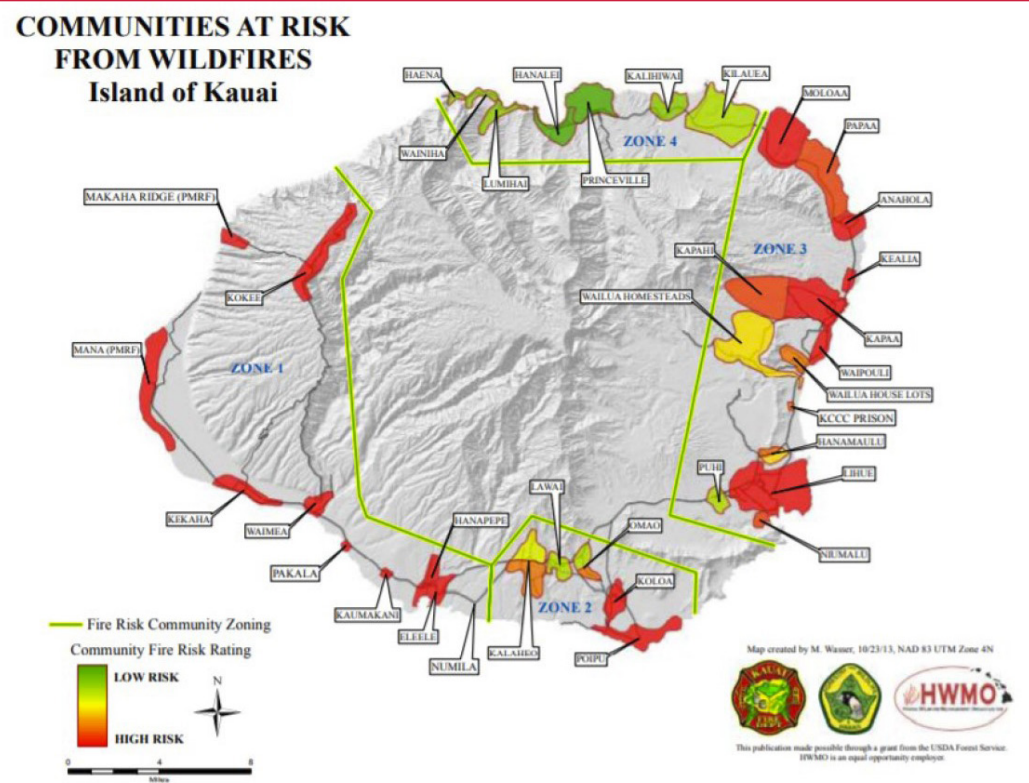 COMMUNITIES AT RISK
FROM WILDFIRES
Island of Kauai
HAENA
HANALEI
KALIHIWAI
KILAUEA
MOLOAA
PAPAA
WAINIHA
ZONE 4
LUMIHAI
PRINCEVILLE
MAKAHA RIDGE (PMRF)
ANAHOLA
KAPAHI
ZONE 3
KEALIA
KOKEE
WAILUA HOMESTEADS
KAPAA
MANA (PMRF)
ZONE 1
WAIPOULI
WAILUA HOUSE LOTS
KCCC PRISON
HANAMAULU
PUHI
LIHUE
LAWAI
KEKAHA
WAIMEA
HANAPEPE
OMAO
NIUMALU
PAKALA
KOLOA
KAUMAKANI
ZONE 2
ELEELE
NUMILA
KALAHEO
POIPU
Fire Risk Community Zoning
Community Fire Risk Rating
LOW RISK
HIGH RISK
N
0 4 8
Miles
Map created by M. Wasser, 10/23/13, NAD 83 UTM Zone 4N
KAUAI
FIRE
DEPT
HWMO
This publication made possible through a grant from the USDA Forest Service.
HWMO is an equal opportunity employer.